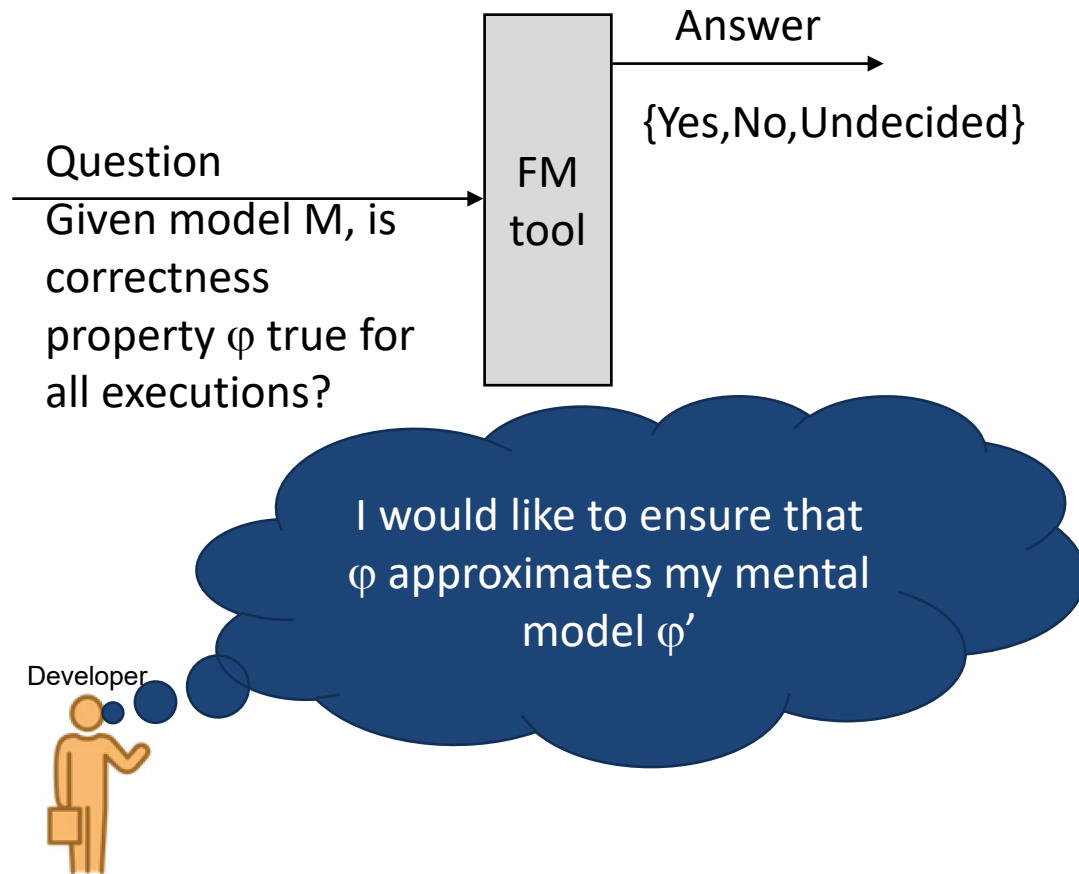 Answer
{Yes,No,Undecided}
Question
Given model M, is
correctness
property φ true for
all executions?
FM
tool
I would like to ensure that
φ approximates my mental
model φ’
Developer